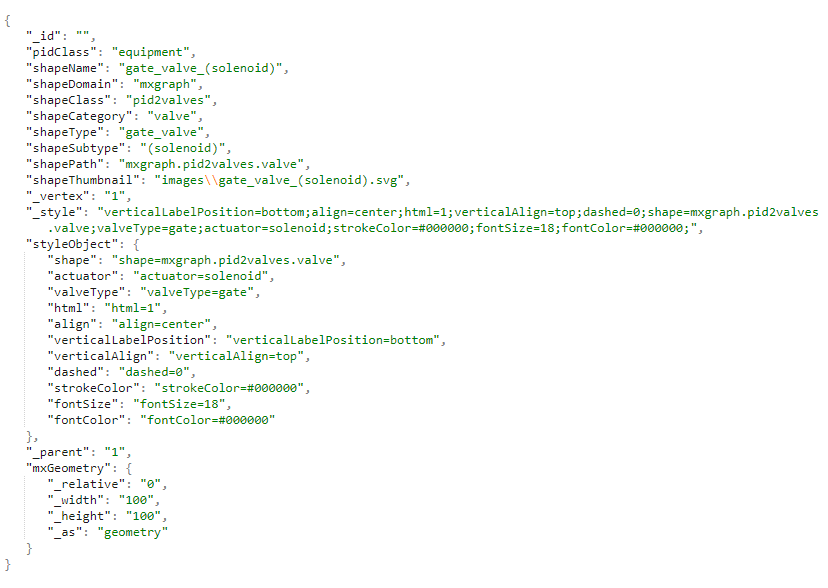 {
"_id": "",
"pidClass": "equipment",
"shapeName": "gate_valve_(solenoid)",
"shapeDomain": "mxgraph",
"shapeClass": "pid2valves",
"shapeCategory": "valve",
"shapeType": "gate_valve",
"shapeSubtype": "(solenoid)",
"shapePath": "mxgraph.pid2valves.valve",
"shapeThumbnail": "images\\gate_valve_(solenoid).svg",
"_vertex": "1",
"_style": "verticalLabelPosition=bottom;align=center;html=1;verticalAlign=top;dashed=0;shape=mxgraph.pid2valves
.valve;valveType=gate;actuator=solenoid;strokeColor=#000000;fontSize=18;fontColor=#000000;",
"styleObject": {
"shape": "shape=mxgraph.pid2valves.valve",
"actuator": "actuator=solenoid",
"valveType": "valveType=gate",
"html": "html=1",
"align": "align=center",
"verticalLabelPosition": "verticalLabelPosition=bottom",
"verticalAlign": "verticalAlign=top",
"dashed": "dashed=0",
"strokeColor": "strokeColor=#000000",
"fontSize": "fontSize=18",
"fontColor": "fontColor=#000000"
},
"_parent": "1",
"mxGeometry": {
"_relative": "0",
"_width": "100",
"_height": "100",
"_as": "geometry"
}
}